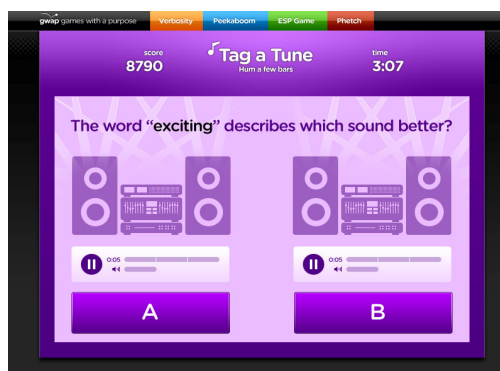 gwap games with a purpose Verbosity Peekaboom ESP Game Phetch
score
8790
Tag a Tune
Hum a few bars
time
3:07
The word “exciting” describes which sound better?
0:05
0:05
A
B